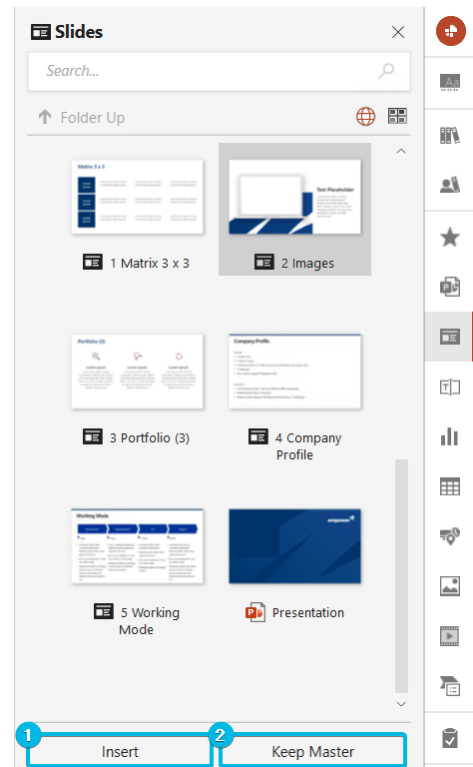 Slides
Search...
Folder Up
Matrix 3 x 3
Text Placeholder
1 Matrix 3 x 3
2 Images
Portfolio (3)
Company Profile
3 Portfolio (3)
4 Company
Profile
Working Mode
empower
5 Working
Mode
Presentation
1
2
Insert
Keep Master